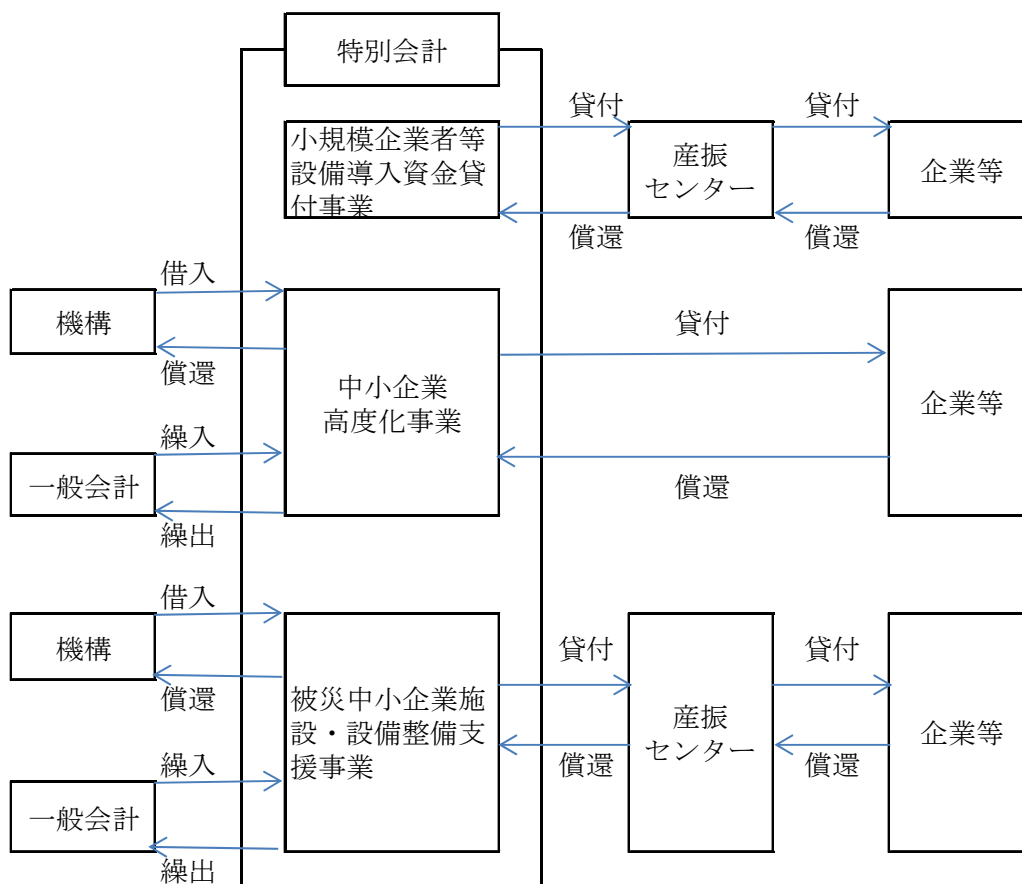 特別会計
貸付
貸付
小規模企業者等
設備導入資金貸
付事業
産振
センター
企業等
償還
償還
借入
機構
償還
中小企業
高度化事業
貸付
企業等
繰入
一般会計
償還
繰出
借入
機構
償還
被災中小企業施
設・設備整備支
援事業
貸付
貸付
産振
センター
企業等
償還
償還
繰入
一般会計
繰出